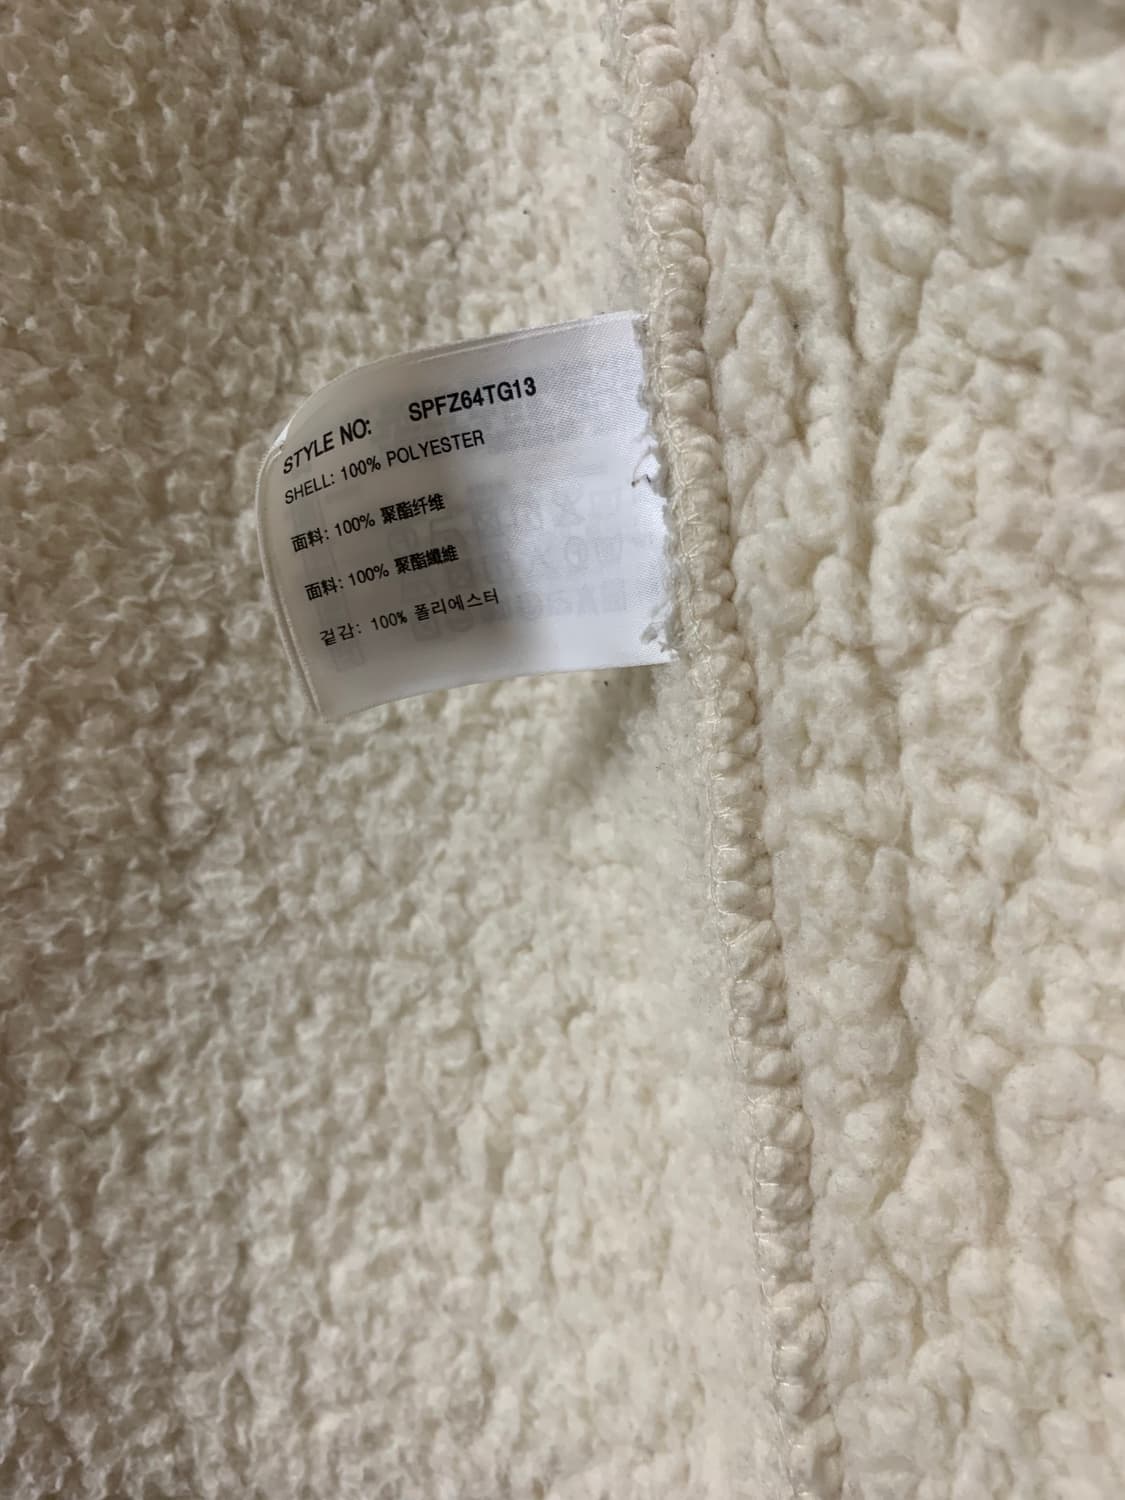 STYLE NO: SPFZ64TG13
SHELL: 100% POLYESTER
面料: 100% 聚酯纤维
面料: 100% 聚酯纖維
겉감: 100% 폴리에스터